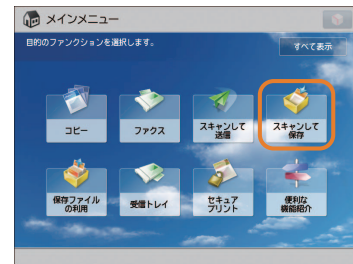 メインメニュー
目的のファンクションを選択します。
すべて表示
コピー
ファクス
スキャンして
送信
スキャンして
保存
保存ファイル
の利用
受信トレイ
セキュア
プリント
便利な
機能紹介